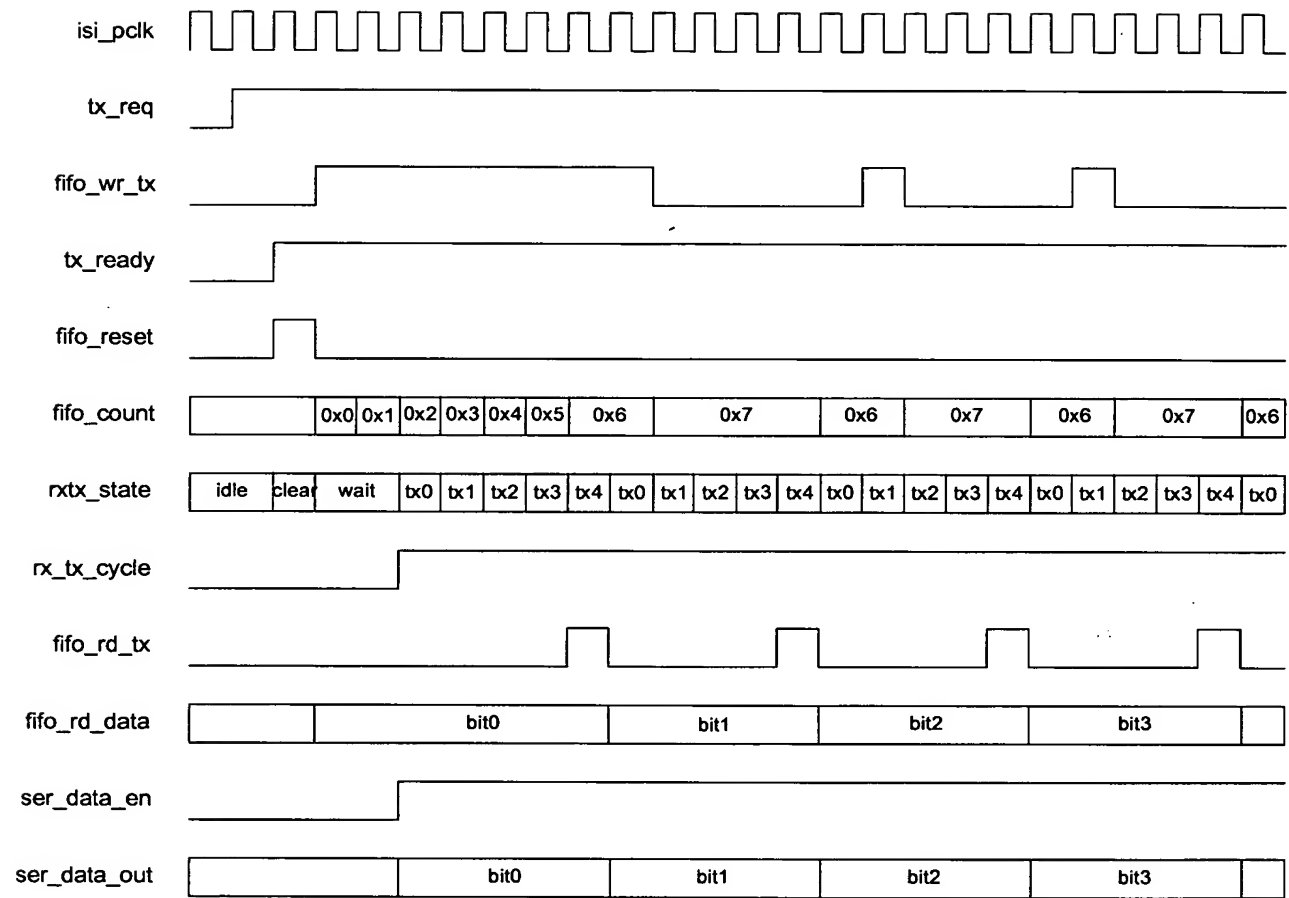 isi_pclk
tx_req
fifo_wr_tx
tx_ready
fifo_reset
fifo_count 0x0 0x1 0x2 0x3 0x4 0x5 0x6 0x7 0x6 0x7 0x6 0x7 0x6
rxtx_state idle clear wait tx0 tx1 tx2 tx3 tx4 tx0 tx1 tx2 tx3 tx4 tx0 tx1 tx2 tx3 tx4 tx0 tx1 tx2 tx3 tx4 tx0
rx_tx_cycle
fifo_rd_tx
fifo_rd_data bit0 bit1 bit2 bit3
ser_data_en
ser_data_out bit0 bit1 bit2 bit3